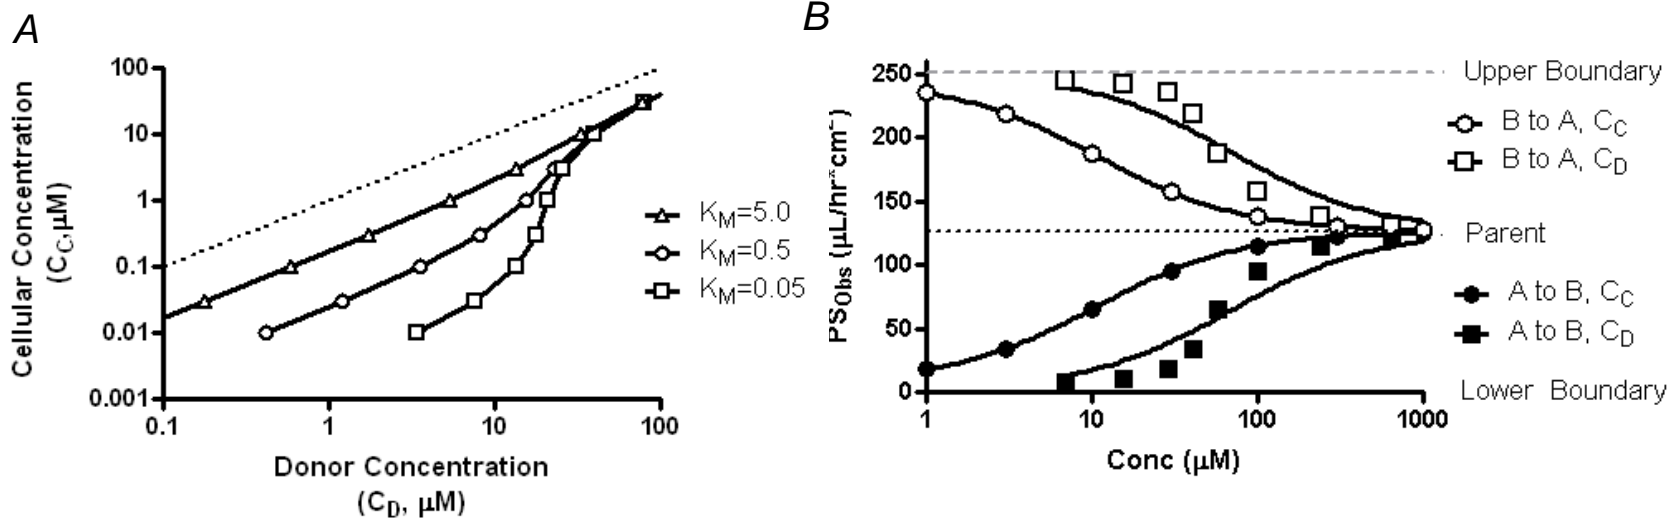 A
100
10
1
0.1
0.01
0.001
Cellular Concentration
(C_C,μM)
0.1 1 10 100
Donor Concentration
(C_D, μM)
K_M=5.0
K_M=0.5
K_M=0.05
B
250
200
150
100
50
0
PS_Obs (μL/hr*cm²)
1 10 100 1000
Conc (μM)
Upper Boundary
B to A, C_C
B to A, C_D
Parent
A to B, C_C
A to B, C_D
Lower Boundary